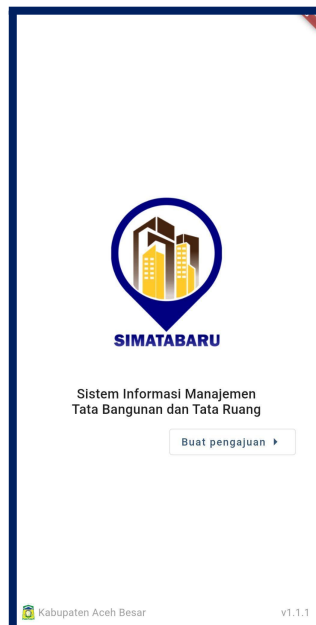 SIMATABARU
Sistem Informasi Manajemen
Tata Bangunan dan Tata Ruang
Buat pengajuan
Kabupaten Aceh Besar
v1.1.1